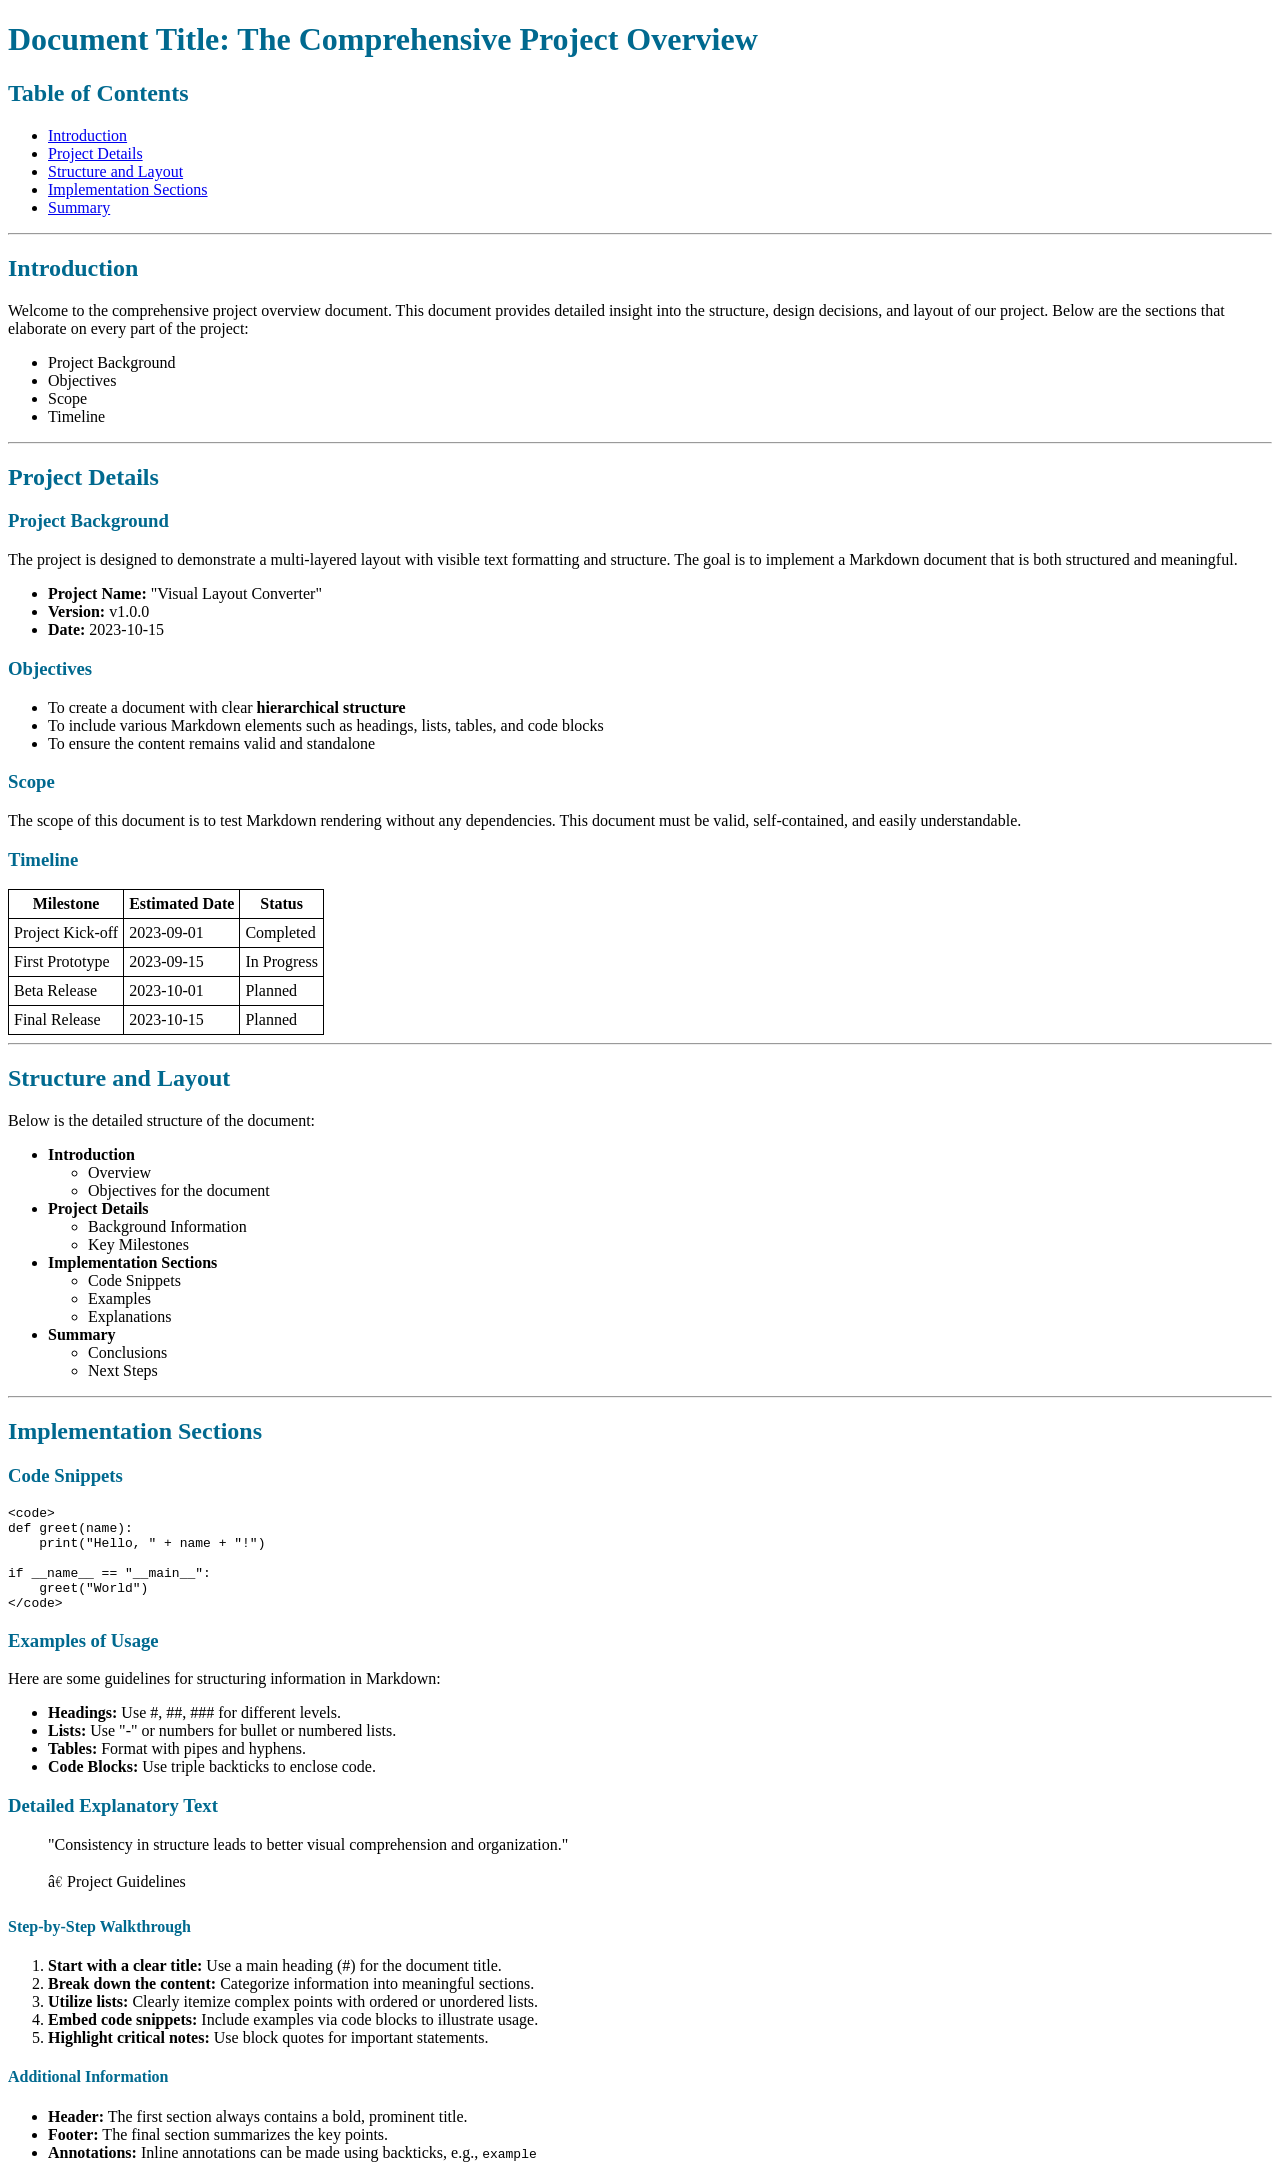 Document Title: The Comprehensive Project Overview
Table of Contents
Introduction
Project Details
Structure and Layout
Implementation Sections
Summary
Introduction
Welcome to the comprehensive project overview document. This document provides detailed insight into the structure, design decisions, and layout of our project. Below are the sections that
elaborate on every part of the project:
Project Background
Objectives
Scope
Timeline
Project Details
Project Background
The project is designed to demonstrate a multi-layered layout with visible text formatting and structure. The goal is to implement a Markdown document that is both structured and meaningful.
Project Name: "Visual Layout Converter"
Version: v1.0.0
Date: 2023-10-15
Objectives
To create a document with clear hierarchical structure
To include various Markdown elements such as headings, lists, tables, and code blocks
To ensure the content remains valid and standalone
Scope
The scope of this document is to test Markdown rendering without any dependencies. This document must be valid, self-contained, and easily understandable.
Timeline
Milestone Estimated Date Status
Project Kick-off 2023-09-01 Completed
First Prototype 2023-09-15 In Progress
Beta Release 2023-10-01 Planned
Final Release 2023-10-15 Planned
Structure and Layout
Below is the detailed structure of the document:
Introduction
Overview
Objectives for the document
Project Details
Background Information
Key Milestones
Implementation Sections
Code Snippets
Examples
Explanations
Summary
Conclusions
Next Steps
Implementation Sections
Code Snippets
<code>
def greet(name):
    print("Hello, " + name + "!")
if __name__ == "__main__":
    greet("World")
</code>
Examples of Usage
Here are some guidelines for structuring information in Markdown:
Headings: Use #, ##, ### for different levels.
Lists: Use "-" or numbers for bullet or numbered lists.
Tables: Format with pipes and hyphens.
Code Blocks: Use triple backticks to enclose code.
Detailed Explanatory Text
"Consistency in structure leads to better visual comprehension and organization."
â€ Project Guidelines
Step-by-Step Walkthrough
1. Start with a clear title: Use a main heading (#) for the document title.
2. Break down the content: Categorize information into meaningful sections.
3. Utilize lists: Clearly itemize complex points with ordered or unordered lists.
4. Embed code snippets: Include examples via code blocks to illustrate usage.
5. Highlight critical notes: Use block quotes for important statements.
Additional Information
Header: The first section always contains a bold, prominent title.
Footer: The final section summarizes the key points.
Annotations: Inline annotations can be made using backticks, e.g., example